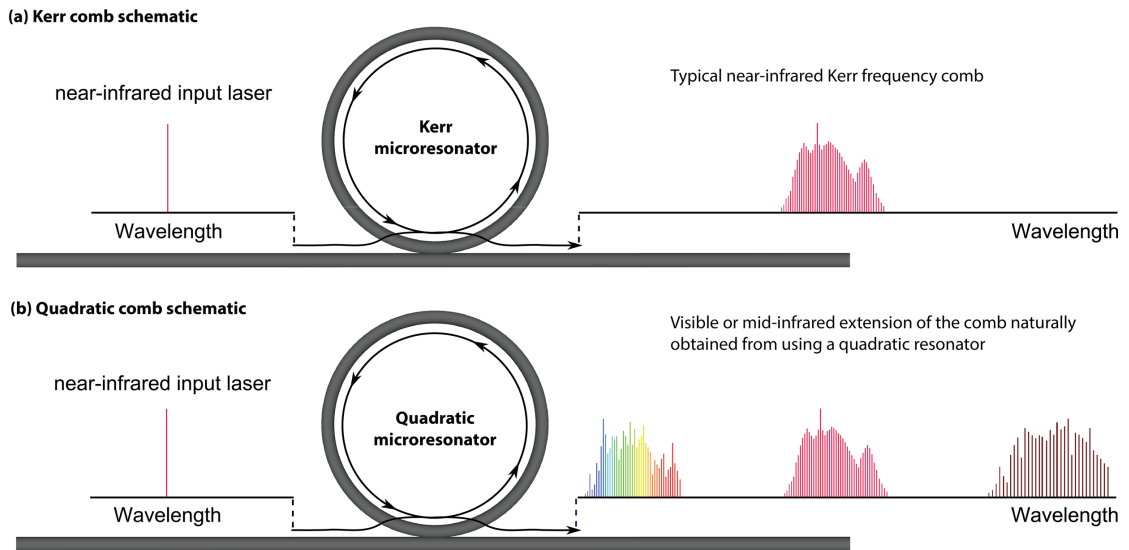 (a) Kerr comb schematic
near-infrared input laser
Kerr
microresonator
Typical near-infrared Kerr frequency comb
Wavelength
Wavelength
(b) Quadratic comb schematic
near-infrared input laser
Quadratic
microresonator
Visible or mid-infrared extension of the comb naturally
obtained from using a quadratic resonator
Wavelength
Wavelength